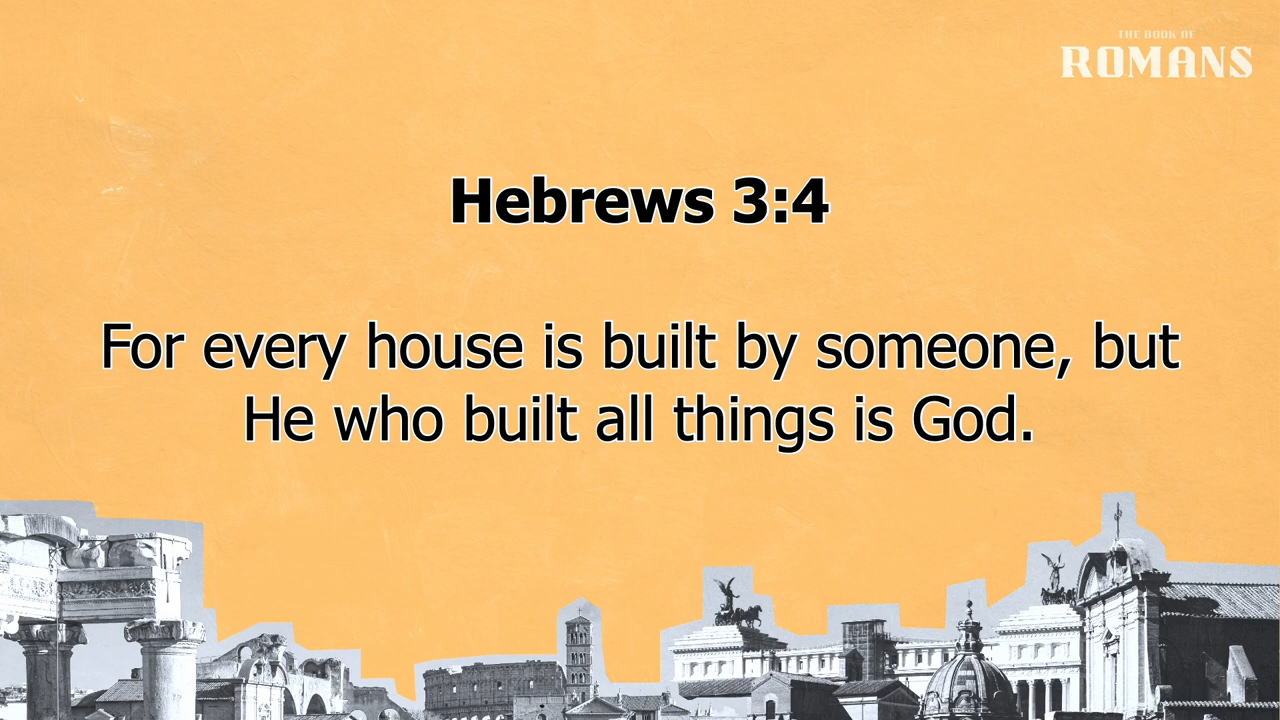 THE BOOK OF
ROMANS
Hebrews 3:4
For every house is built by someone, but
He who built all things is God.